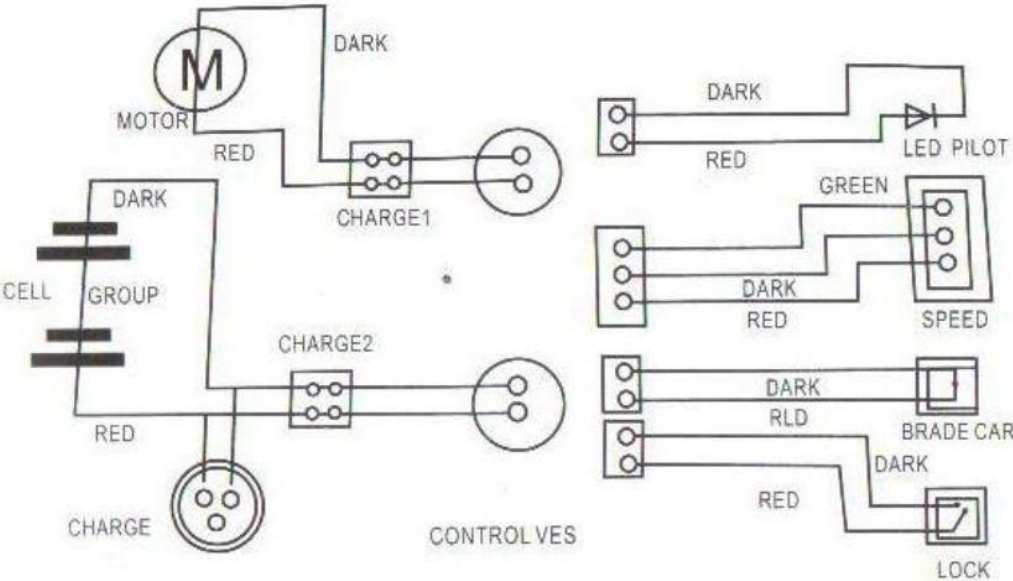 DARK
M
MOTOR
RED
CHARGE1
DARK
CELL GROUP
CHARGE2
RED
CHARGE
CONTROL VES
DARK
RED
LED PILOT
GREEN
DARK
RED
SPEED
DARK
RLD
BRADE CAR
DARK
RED
LOCK